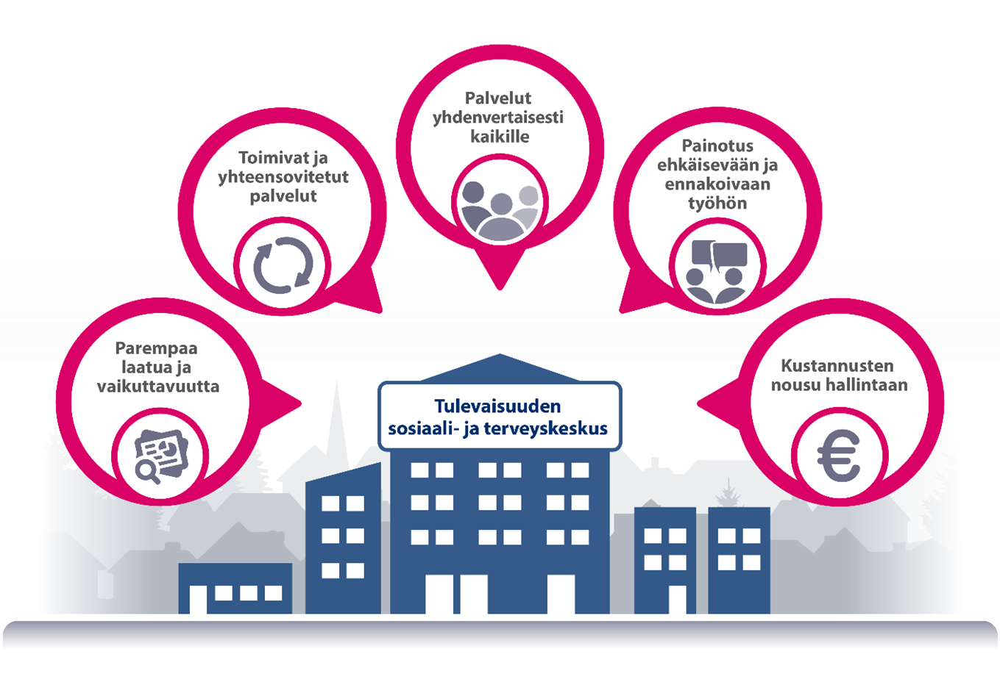 Palvelut
yhdenvertaisesti
kaikille
Toimivat ja
yhteensovitetut
palvelut
Painotus
ehkäisevään ja
ennakoivaan
työhön
Parempaa
laatua ja
vaikuttavuutta
Kustannusten
nousu hallintaan
€
Tulevaisuuden
sosiaali- ja terveyskeskus